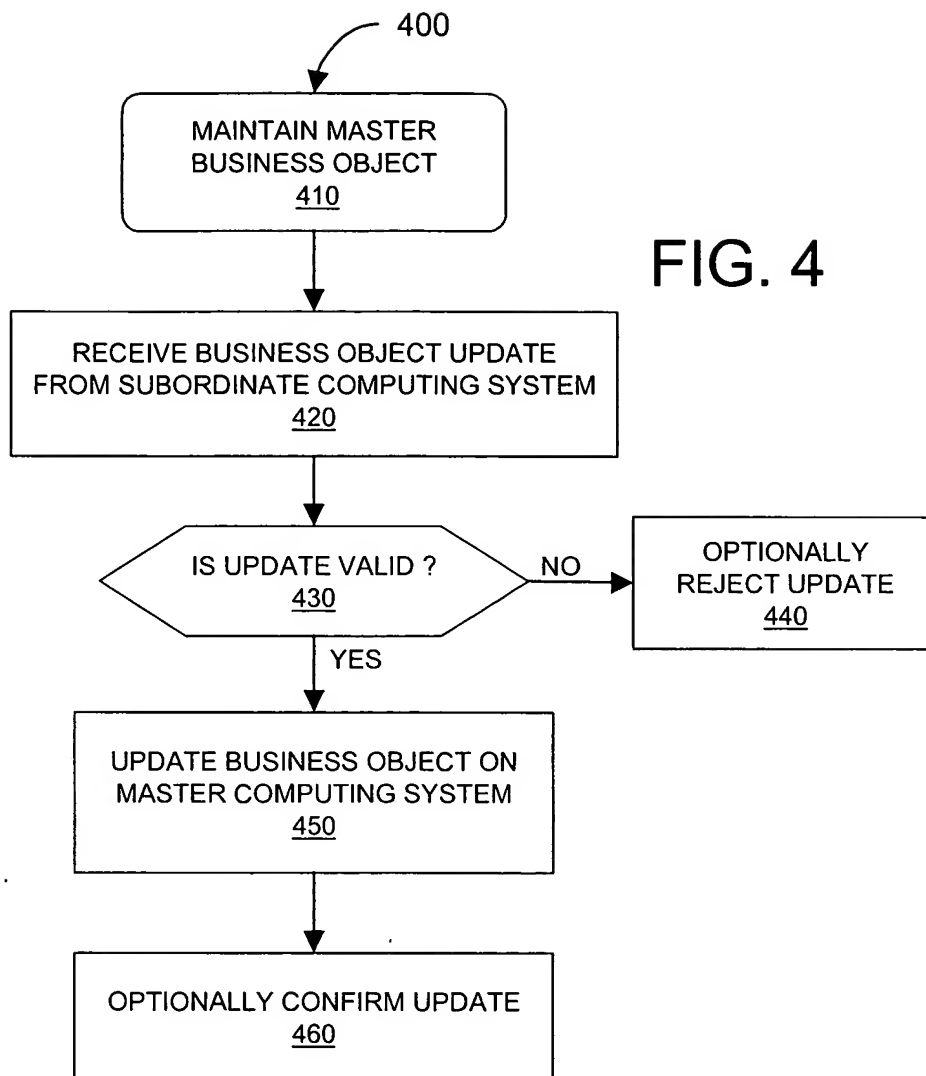 400
MAINTAIN MASTER
BUSINESS OBJECT
410
FIG. 4
RECEIVE BUSINESS OBJECT UPDATE
FROM SUBORDINATE COMPUTING SYSTEM
420
IS UPDATE VALID ?
430
NO
OPTIONALLY
REJECT UPDATE
440
YES
UPDATE BUSINESS OBJECT ON
MASTER COMPUTING SYSTEM
450
OPTIONALLY CONFIRM UPDATE
460